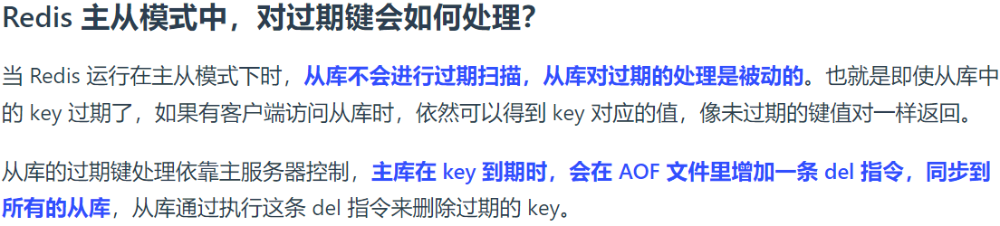 Redis 主从模式中，对过期键会如何处理？
当 Redis 运行在主从模式下时，从库不会进行过期扫描，从库对过期的处理是被动的。也就是即使从库中
的 key 过期了，如果有客户端访问从库时，依然可以得到 key 对应的值，像未过期的键值对一样返回。
从库的过期键处理依靠主服务器控制，主库在 key 到期时，会在 AOF 文件里增加一条 del 指令，同步到
所有的从库，从库通过执行这条 del 指令来删除过期的 key。